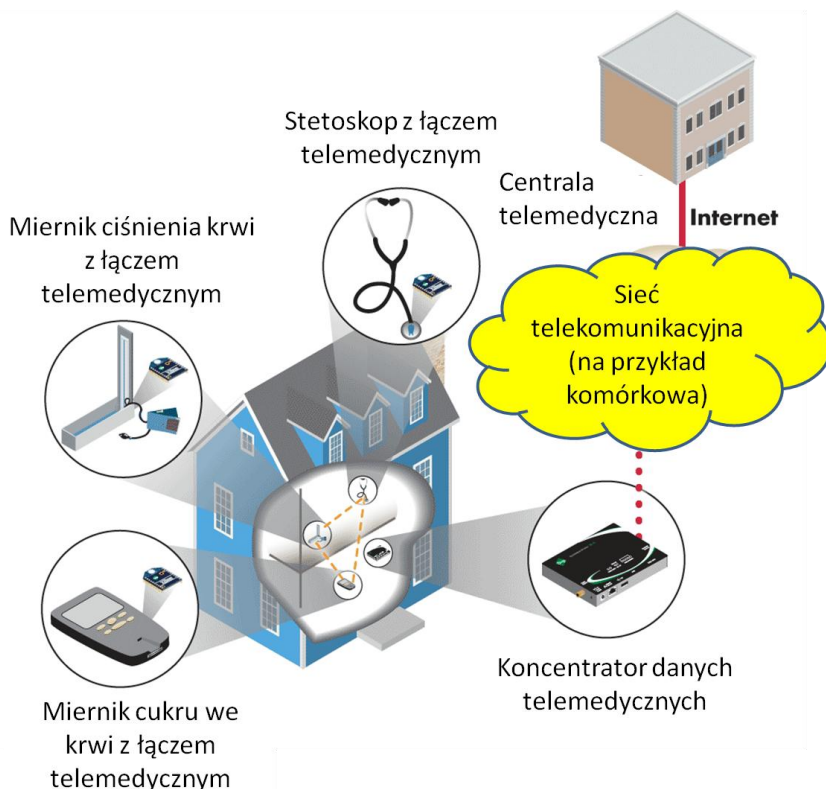 Stetoskop z łączem
telemedycznym
Centrala
telemedyczna
Internet
Miernik ciśnienia krwi
z łączem
telemedycznym
Sieć
telekomunikacyjna
(na przykład
komórkowa)
Koncentrator danych
telemedycznych
Miernik cukru we
krwi z łączem
telemedycznym